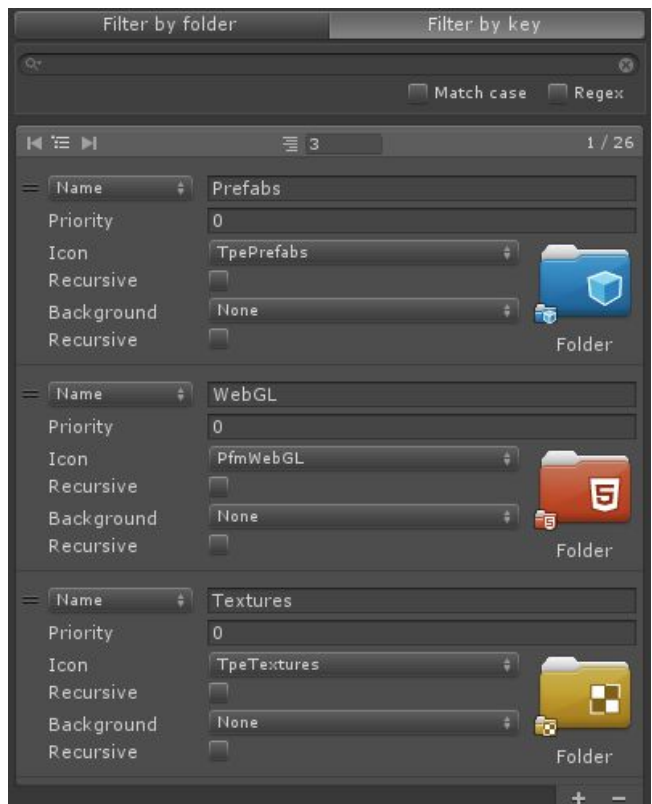 Filter by folder Filter by key
Match case Regex
3 1 / 26
Name Prefabs
Priority 0
Icon TpePrefabs
Recursive
Background None
Recursive
Folder
Name WebGL
Priority 0
Icon PfmWebGL
Recursive
Background None
Recursive
Folder
Name Textures
Priority 0
Icon TpeTextures
Recursive
Background None
Recursive
Folder
+ −